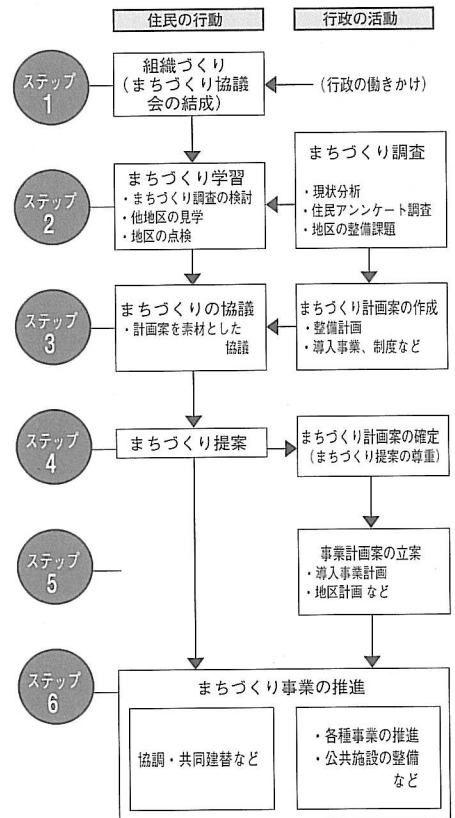 住民の行動
行政の活動
ステップ
1
組織づくり
(まちづくり協議
会の結成)
(行政の働きかけ)
ステップ
2
まちづくり学習
・まちづくり調査の検討
・他地区の見学
・地区の点検
まちづくり調査
・現状分析
・住民アンンケート調査
・地区の整備課題
ステップ
3
まちづくりの協議
・計画案を素材とした
協議
まちづくり計画案の作成
・整備計画
・導入事業、制度など
ステップ
4
まちづくり提案
まちづくり計画案の確定
(まちづくり提案の尊重)
ステップ
5
事業計画案の立案
・導入事業計画
・地区計画 など
ステップ
6
まちづくり事業の推進
協調・共同建替など
・各種事業の推進
・公共施設の整備
など